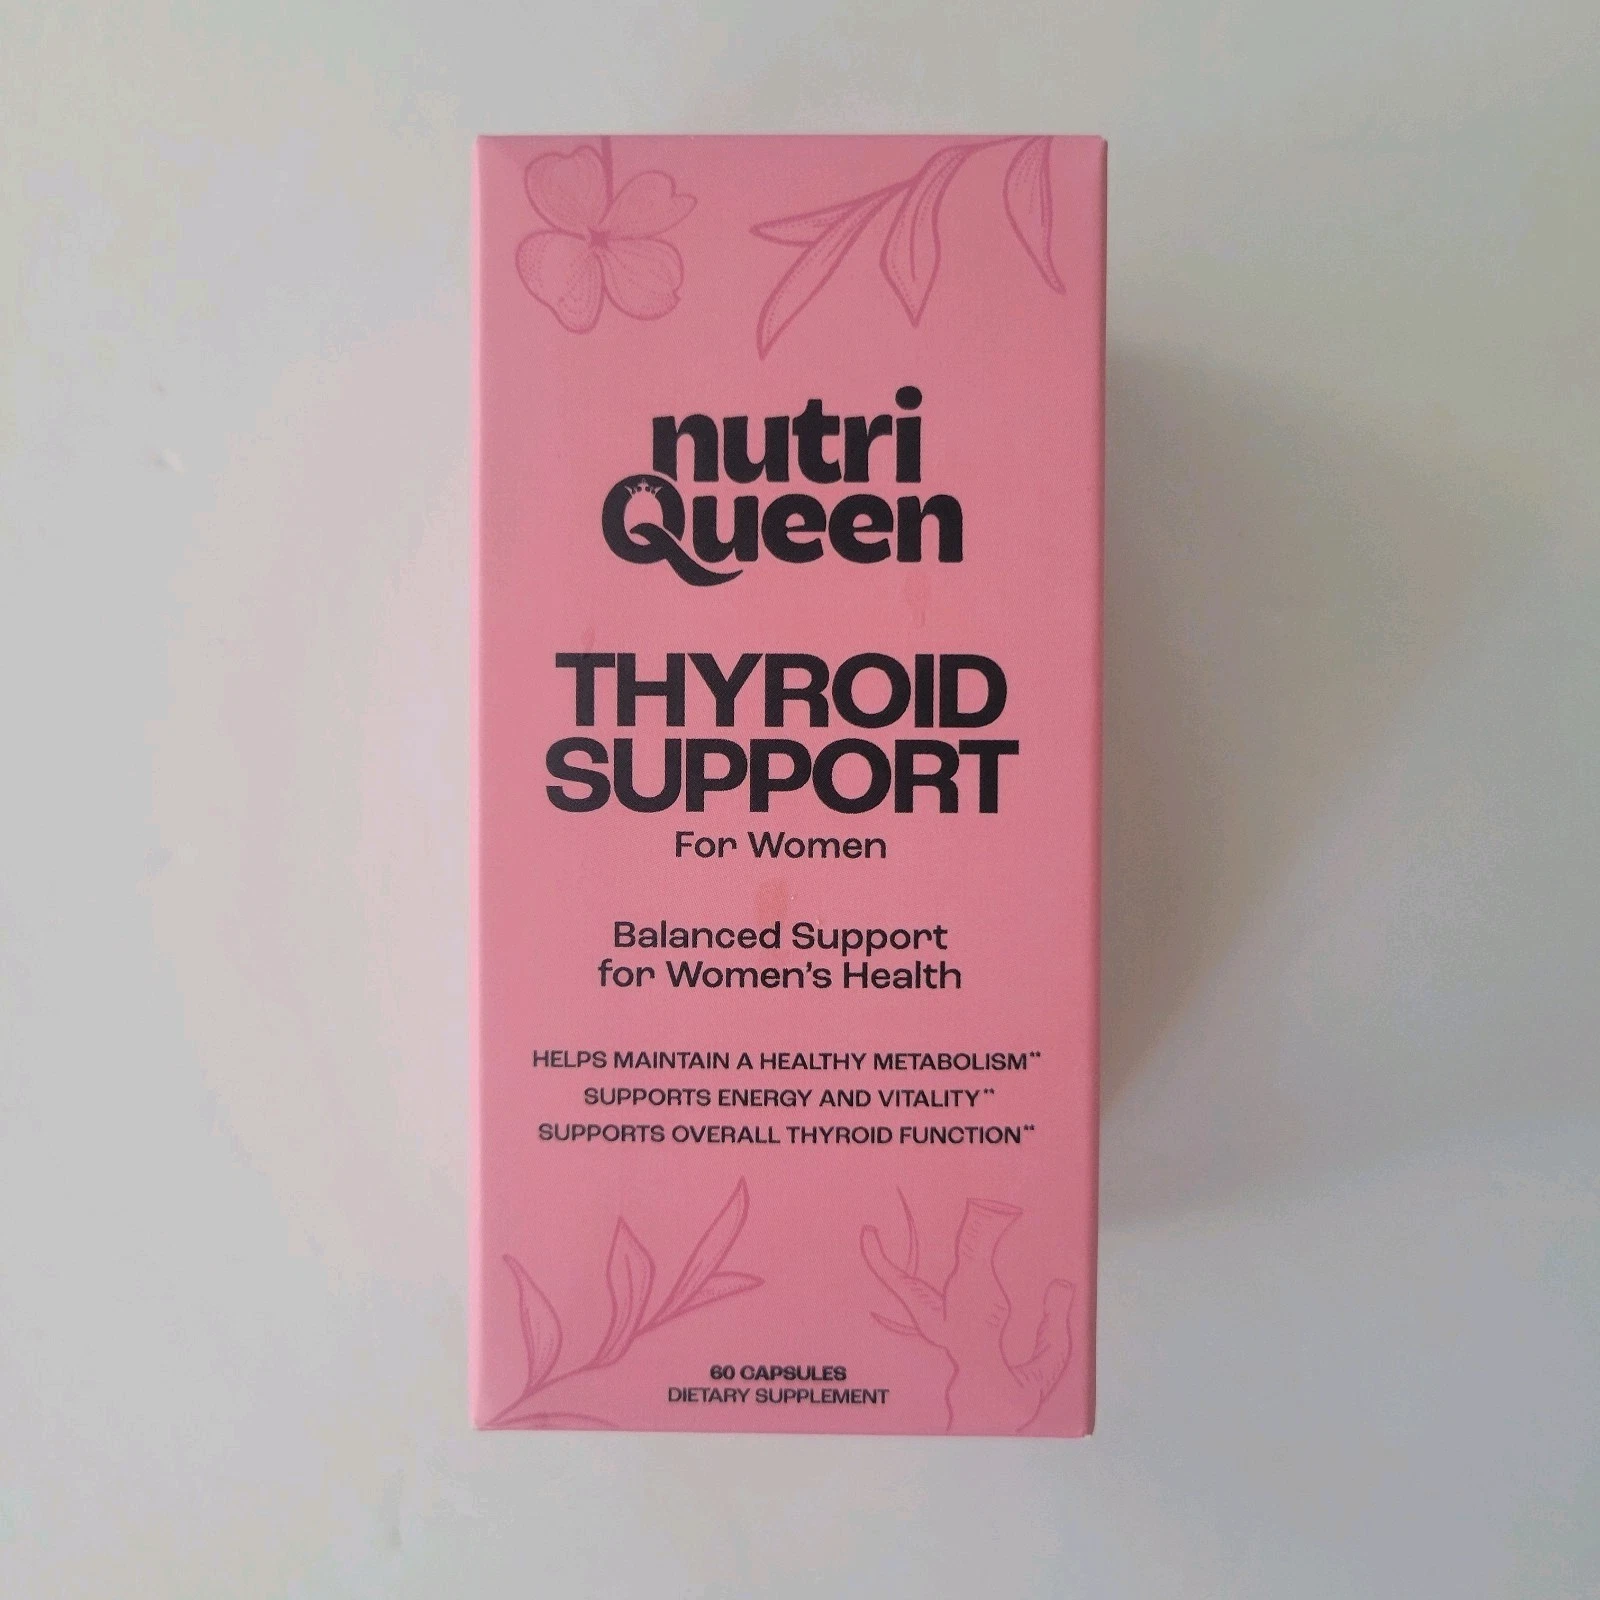 nutri
Queen
THYROID
SUPPORT
For Women
Balanced Support
for Women's Health
HELPS MAINTAIN A HEALTHY METABOLISM**
SUPPORTS ENERGY AND VITALITY**
SUPPORTS OVERALL THYROID FUNCTION**
60 CAPSULES
DIETARY SUPPLEMENT